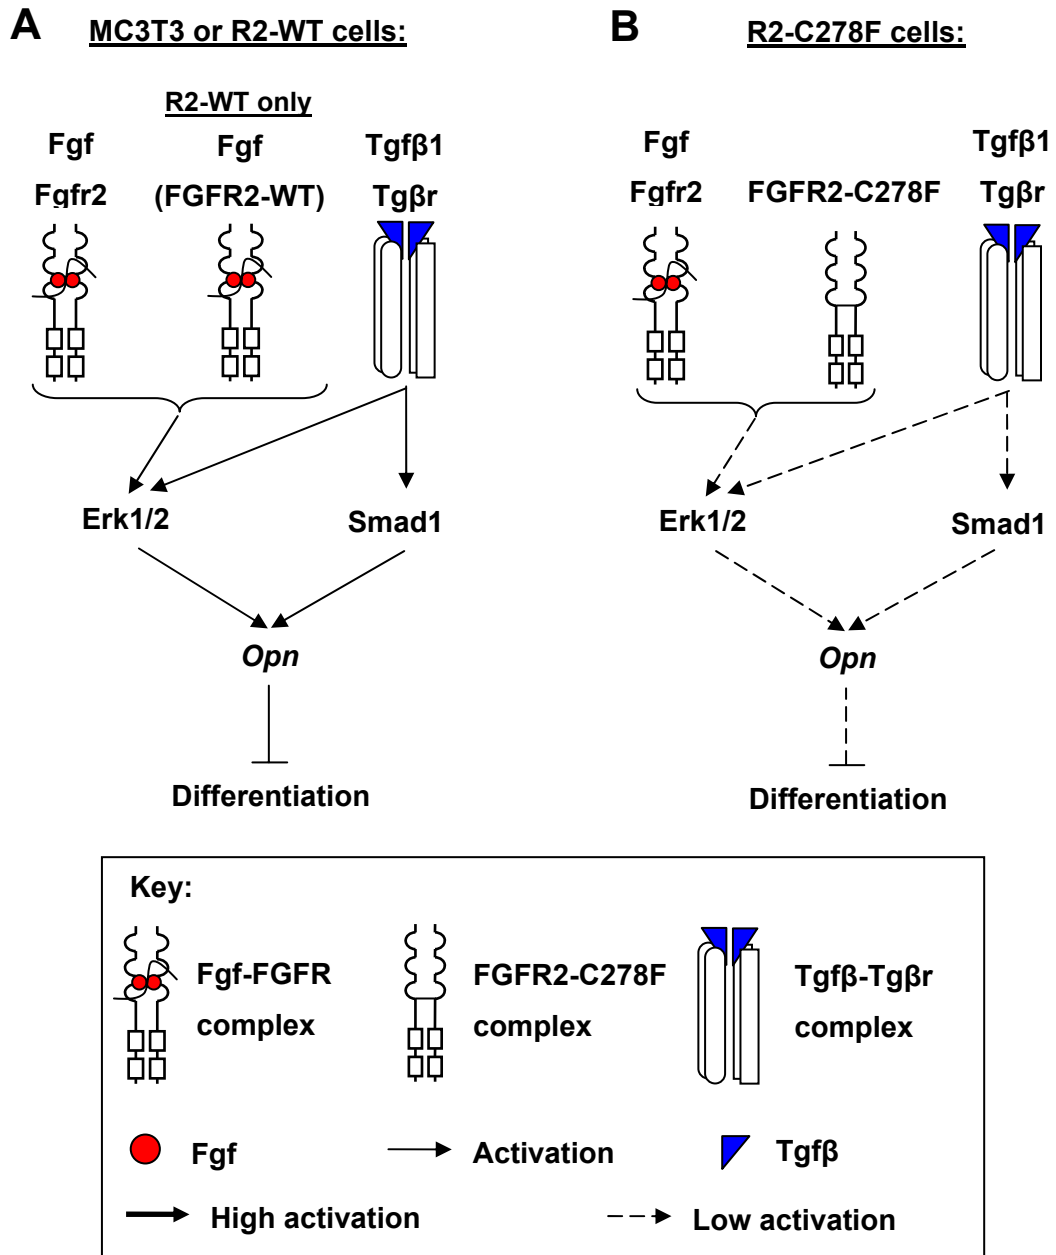 A
MC3T3 or R2-WT cells:
R2-WT only
Fgf
Fgf
Tgfβ1
Fgfr2
(FGFR2-WT)
Tgβr
Erk1/2
Smad1
Opn
Differentiation
B
R2-C278F cells:
Fgf
Tgfβ1
Fgfr2
FGFR2-C278F
Tgβr
Erk1/2
Smad1
Opn
Differentiation
Key:
Fgf-FGFR
complex
FGFR2-C278F
complex
Tgfβ-Tgβr
complex
Fgf
Activation
Tgfβ
High activation
Low activation